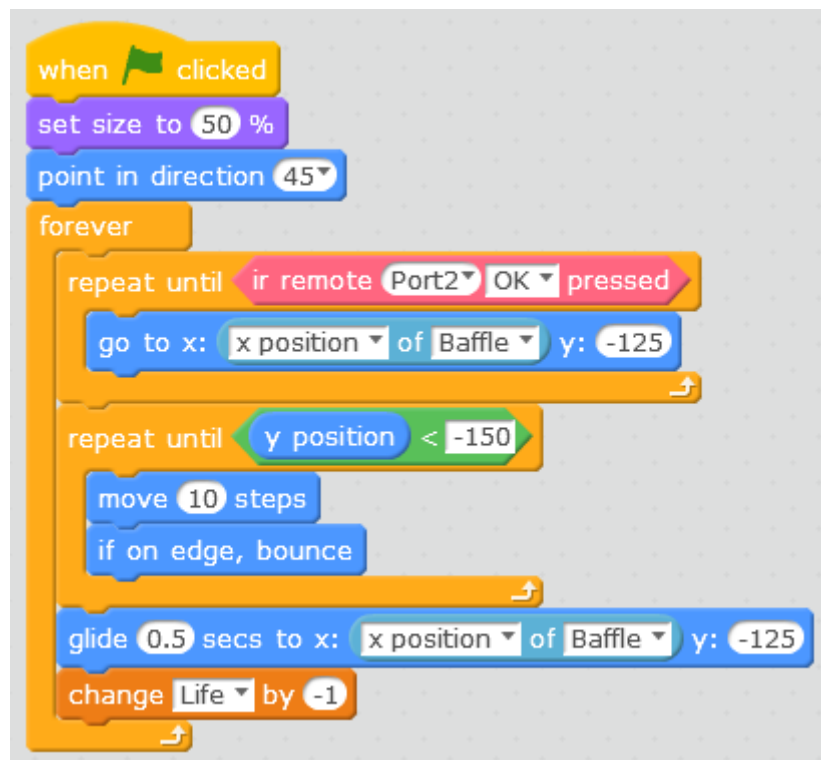 when clicked
set size to 50 %
point in direction 45
forever
repeat until ir remote Port2 OK pressed
go to x: x position of Baffle y: -125
repeat until y position < -150
move 10 steps
if on edge, bounce
glide 0.5 secs to x: x position of Baffle y: -125
change Life by -1